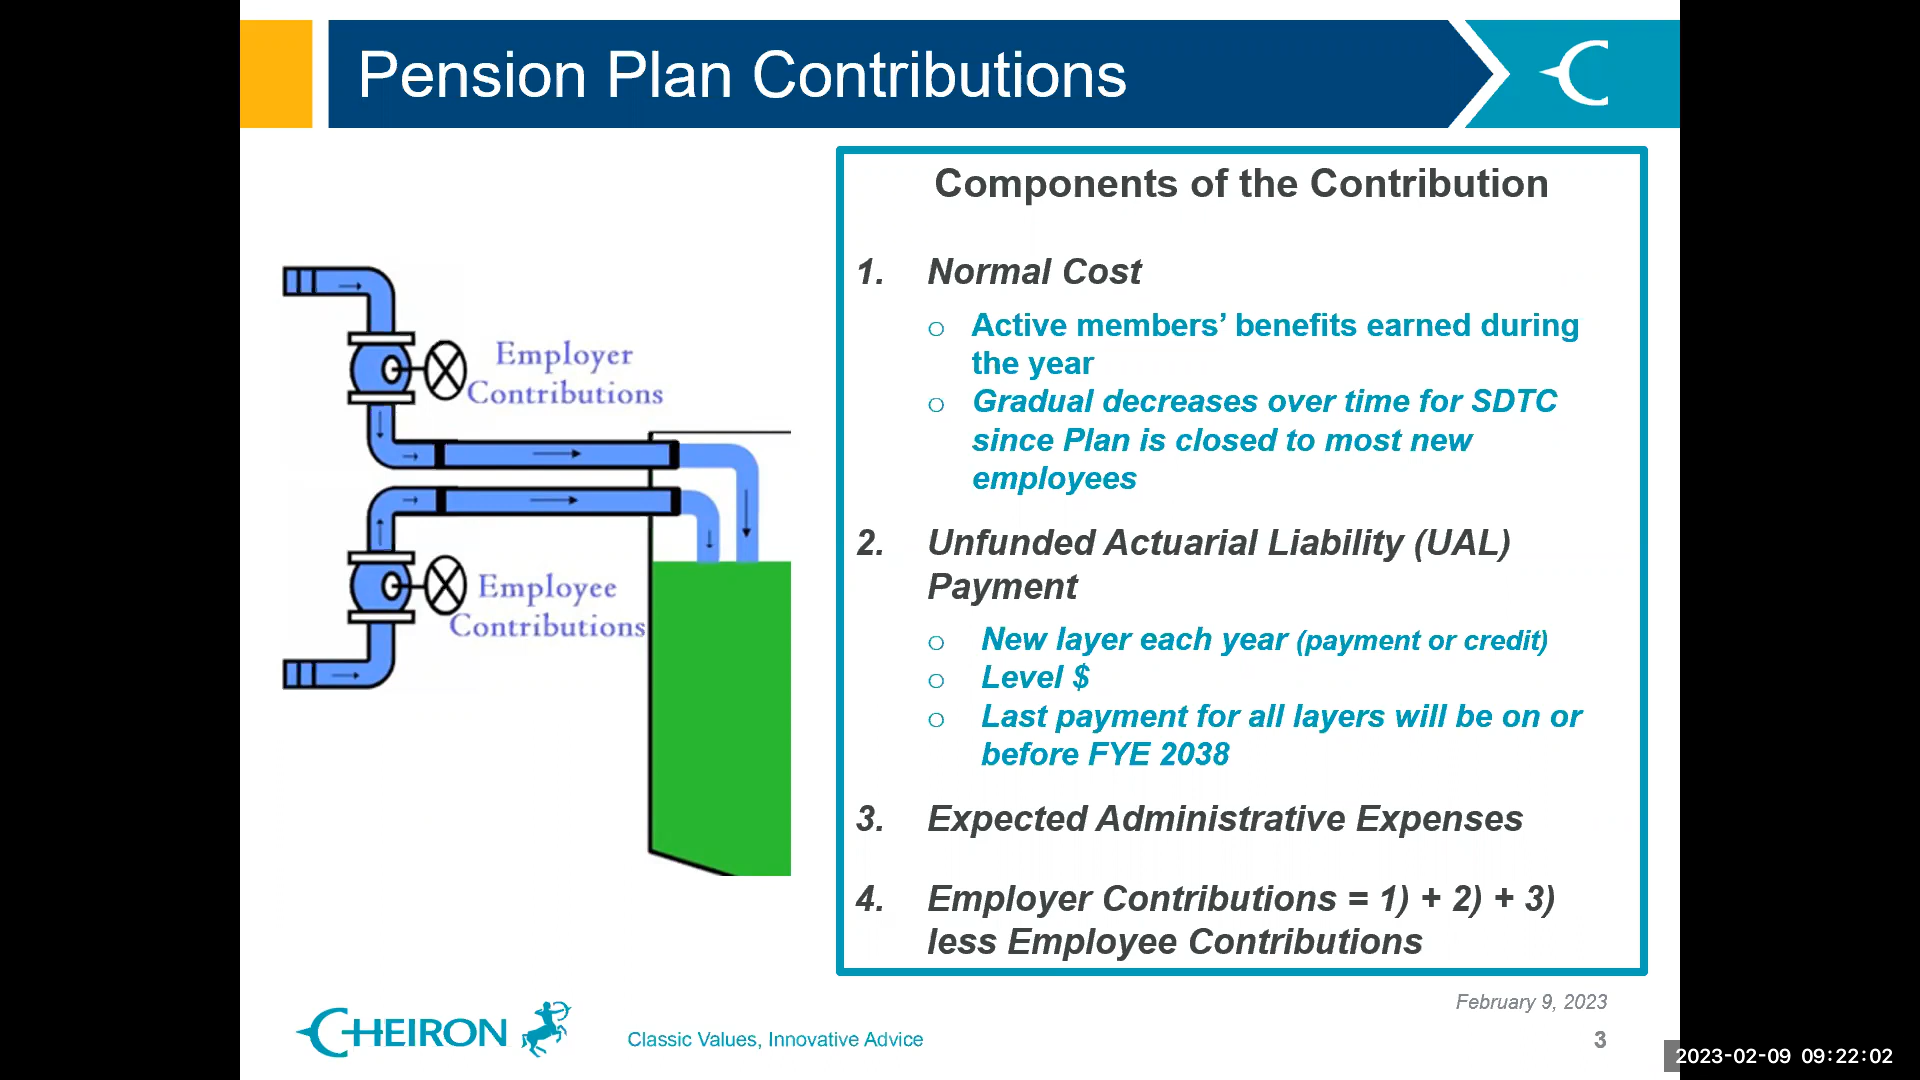 Pension Plan Contributions
Employer
Contributions
Employee
Contributions
Components of the Contribution
1. Normal Cost
o Active members’ benefits earned during
the year
o Gradual decreases over time for SDTC
since Plan is closed to most new
employees
2. Unfunded Actuarial Liability (UAL)
Payment
o New layer each year (payment or credit)
o Level $
o Last payment for all layers will be on or
before FYE 2038
3. Expected Administrative Expenses
4. Employer Contributions = 1) + 2) + 3)
less Employee Contributions
CHEIRON
Classic Values, Innovative Advice
February 9, 2023
3
2023-02-09 09:22:02